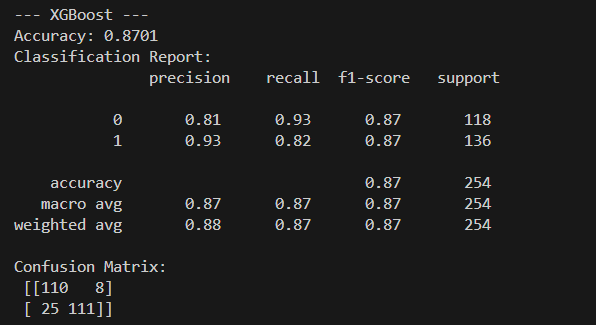 --- XGBoost ---
Accuracy: 0.8701
Classification Report:
precision recall f1-score support
0 0.81 0.93 0.87 118
1 0.93 0.82 0.87 136
accuracy 0.87 254
macro avg 0.87 0.87 0.87 254
weighted avg 0.88 0.87 0.87 254
Confusion Matrix:
[[110 8]
[ 25 111]]